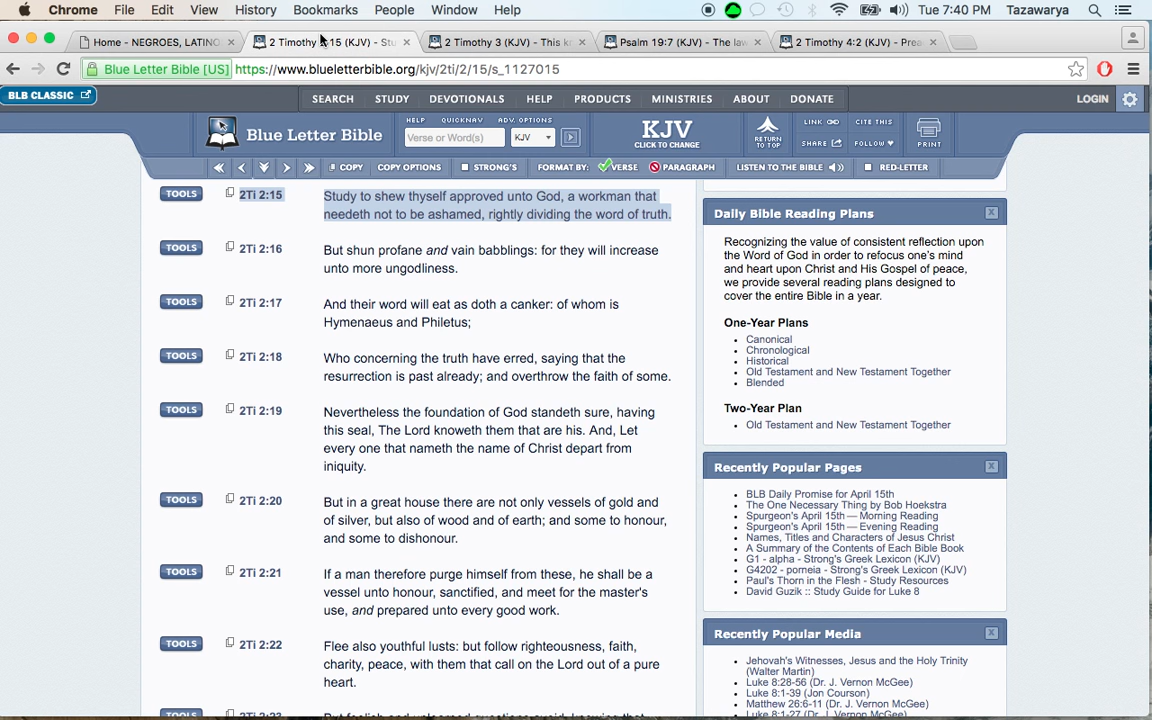 Chrome File Edit View History Bookmarks People Window Help Tue 7:40 PM Tazawarya
Home - NEGROES, LATINO × 2 Timothy 2:15 (KJV) - Stu × 2 Timothy 3 (KJV) - This kn × Psalm 19:7 (KJV) - The law × 2 Timothy 4:2 (KJV) - Prea ×
Blue Letter Bible [US] https://www.blueletterbible.org/kjv/2ti/2/15/s_1127015
BLB CLASSIC SEARCH STUDY DEVOTIONALS HELP PRODUCTS MINISTRIES ABOUT DONATE LOGIN
Blue Letter Bible
HELP QUICKNAV ADV. OPTIONS
Verse or Word(s) KJV
KJV
CLICK TO CHANGE
RETURN
TO TOP
LINK CITE THIS
SHARE FOLLOW
PRINT
COPY COPY OPTIONS STRONG'S FORMAT BY: VERSE PARAGRAPH LISTEN TO THE BIBLE RED-LETTER
TOOLS 2Ti 2:15 Study to shew thyself approved unto God, a workman that
needeth not to be ashamed, rightly dividing the word of truth.
TOOLS 2Ti 2:16 But shun profane and vain babblings: for they will increase
unto more ungodliness.
TOOLS 2Ti 2:17 And their word will eat as doth a canker: of whom is
Hymenaeus and Philetus;
TOOLS 2Ti 2:18 Who concerning the truth have erred, saying that the
resurrection is past already; and overthrow the faith of some.
TOOLS 2Ti 2:19 Nevertheless the foundation of God standeth sure, having
this seal, The Lord knoweth them that are his. And, Let
every one that nameth the name of Christ depart from
iniquity.
TOOLS 2Ti 2:20 But in a great house there are not only vessels of gold and
of silver, but also of wood and of earth; and some to honour,
and some to dishonour.
TOOLS 2Ti 2:21 If a man therefore purge himself from these, he shall be a
vessel unto honour, sanctified, and meet for the master's
use, and prepared unto every good work.
TOOLS 2Ti 2:22 Flee also youthful lusts: but follow righteousness, faith,
charity, peace, with them that call on the Lord out of a pure
heart.
TOOLS 2Ti 2:23 But foolish and unlearned questions avoid, knowing that
Daily Bible Reading Plans
Recognizing the value of consistent reflection upon
the Word of God in order to refocus one's mind
and heart upon Christ and His Gospel of peace,
we provide several reading plans designed to
cover the entire Bible in a year.
One-Year Plans
Canonical
Chronological
Historical
Old Testament and New Testament Together
Blended
Two-Year Plan
Old Testament and New Testament Together
Recently Popular Pages
BLB Daily Promise for April 15th
The One Necessary Thing by Bob Hoekstra
Spurgeon's April 15th — Morning Reading
Spurgeon's April 15th — Evening Reading
Names, Titles and Characters of Jesus Christ
A Summary of the Contents of Each Bible Book
G1 - alpha - Strong's Greek Lexicon (KJV)
G4202 - porneia - Strong's Greek Lexicon (KJV)
Paul's Thorn in the Flesh - Study Resources
David Guzik :: Study Guide for Luke 8
Recently Popular Media
Jehovah's Witnesses, Jesus and the Holy Trinity
(Walter Martin)
Luke 8:28-56 (Dr. J. Vernon McGee)
Luke 8:1-39 (Jon Courson)
Matthew 26:6-11 (Dr. J. Vernon McGee)
Luke 8:1-27 (Dr. J. Vernon McGee)